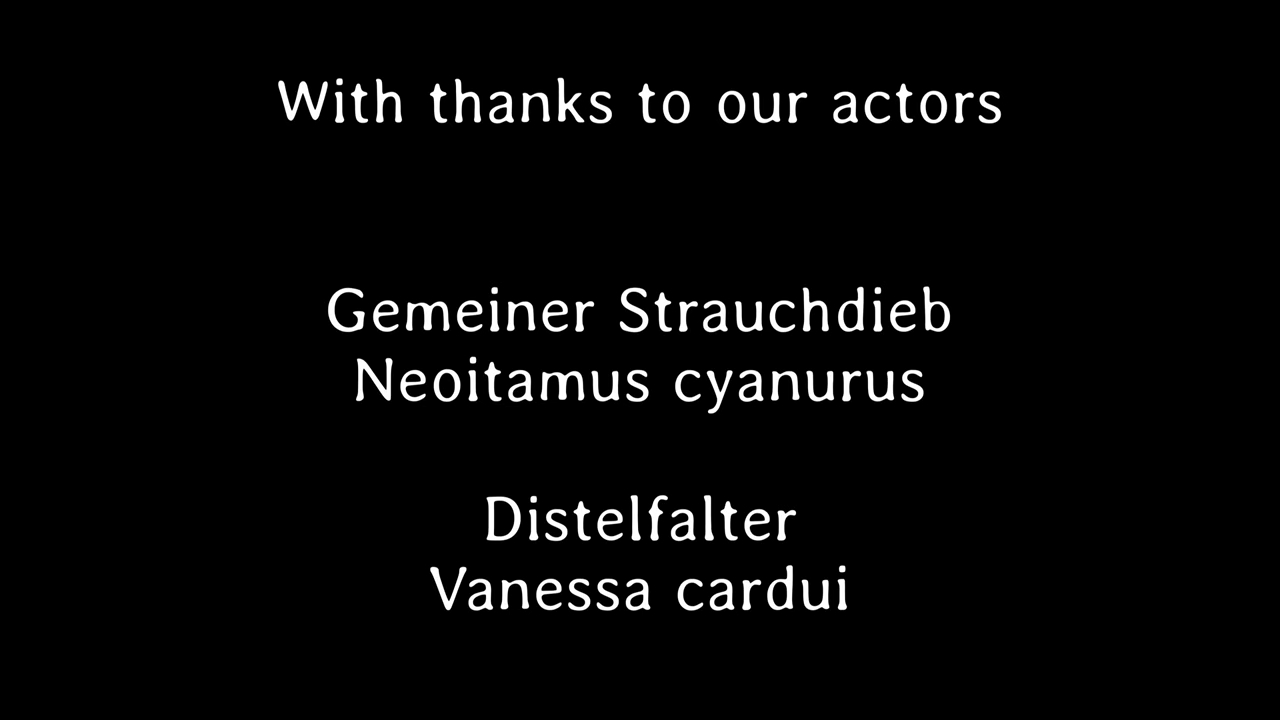 With thanks to our actors
Gemeiner Strauchdieb
Neoitamus cyanurus
Distelfalter
Vanessa cardui